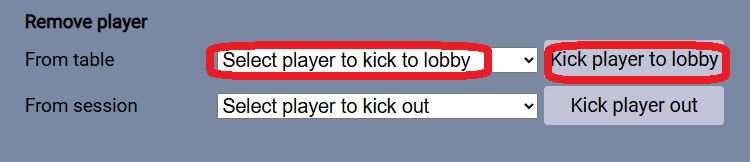 Remove player
From table Select player to kick to lobby Kick player to lobby
From session Select player to kick out Kick player out